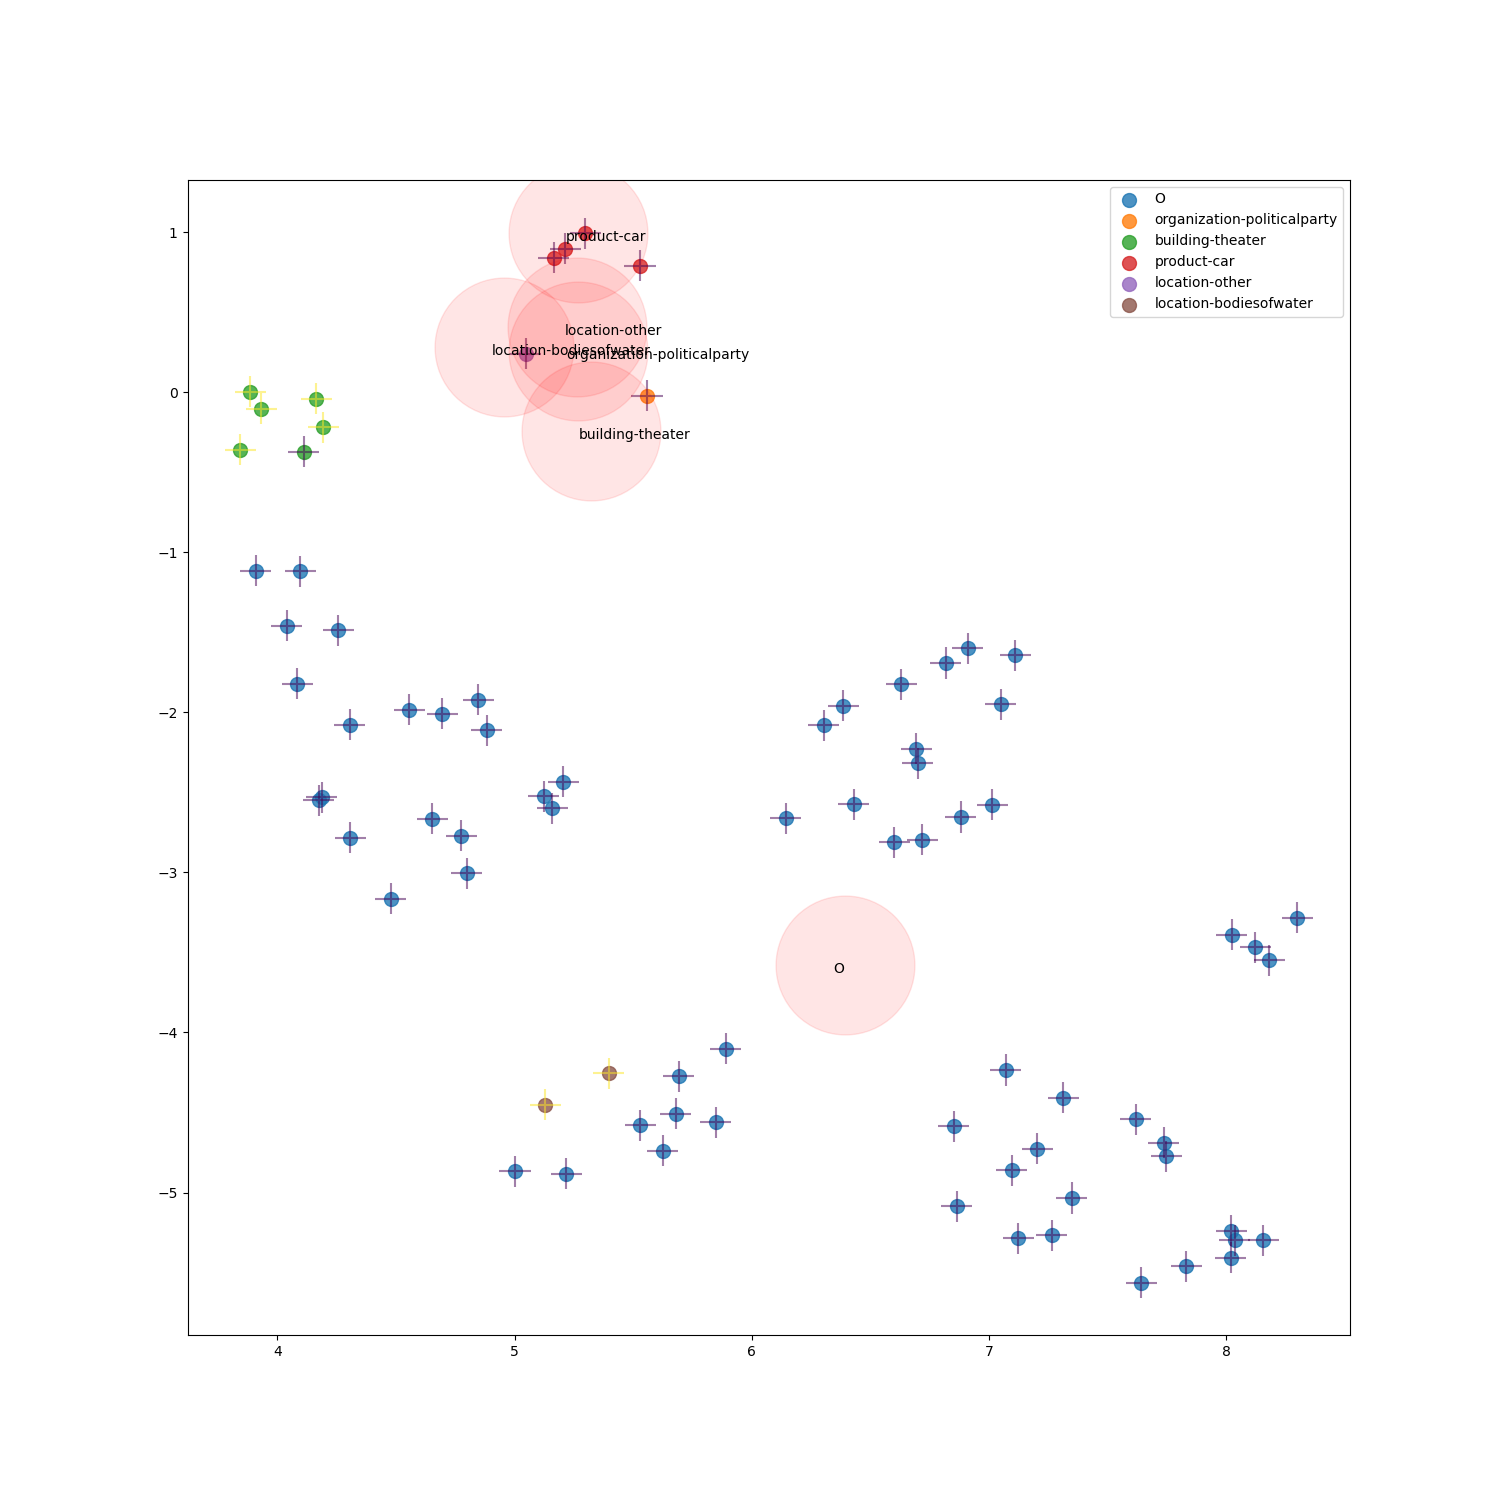 O
organization-politicalparty
building-theater
product-car
location-other
location-bodiesofwater
product-car
location-other
location-bodiesofwater
organization-politicalparty
building-theater
O
1
0
−1
−2
−3
−4
−5
4
5
6
7
8